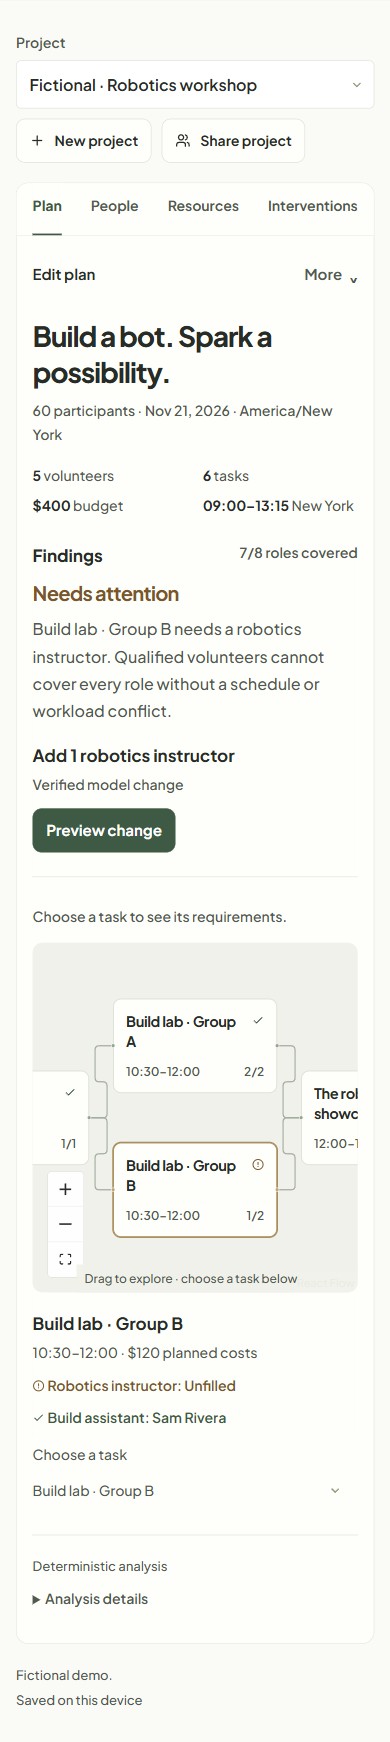 Project
Fictional · Robotics workshop
New project
Share project
Plan
People
Resources
Interventions
Edit plan
More
Build a bot. Spark a
possibility.
60 participants · Nov 21, 2026 · America/New
York
5 volunteers
6 tasks
$400 budget
09:00–13:15 New York
Findings
7/8 roles covered
Needs attention
Build lab · Group B needs a robotics
instructor. Qualified volunteers cannot
cover every role without a schedule or
workload conflict.
Add 1 robotics instructor
Verified model change
Preview change
Choose a task to see its requirements.
Build lab · Group
A
10:30–12:00
2/2
1/1
The rol
showc
12:00–1
Build lab · Group
B
10:30–12:00
1/2
Drag to explore · choose a task below
Build lab · Group B
10:30–12:00 · $120 planned costs
Robotics instructor: Unfilled
Build assistant: Sam Rivera
Choose a task
Build lab · Group B
Deterministic analysis
Analysis details
Fictional demo.
Saved on this device